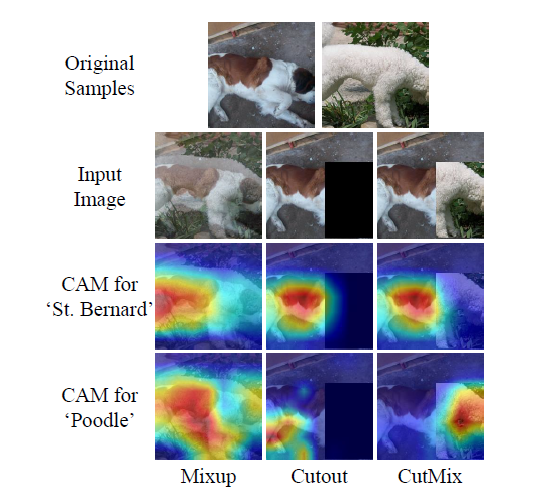 Original
Samples
Input
Image
CAM for
‘St. Bernard’
CAM for
‘Poodle’
Mixup Cutout CutMix